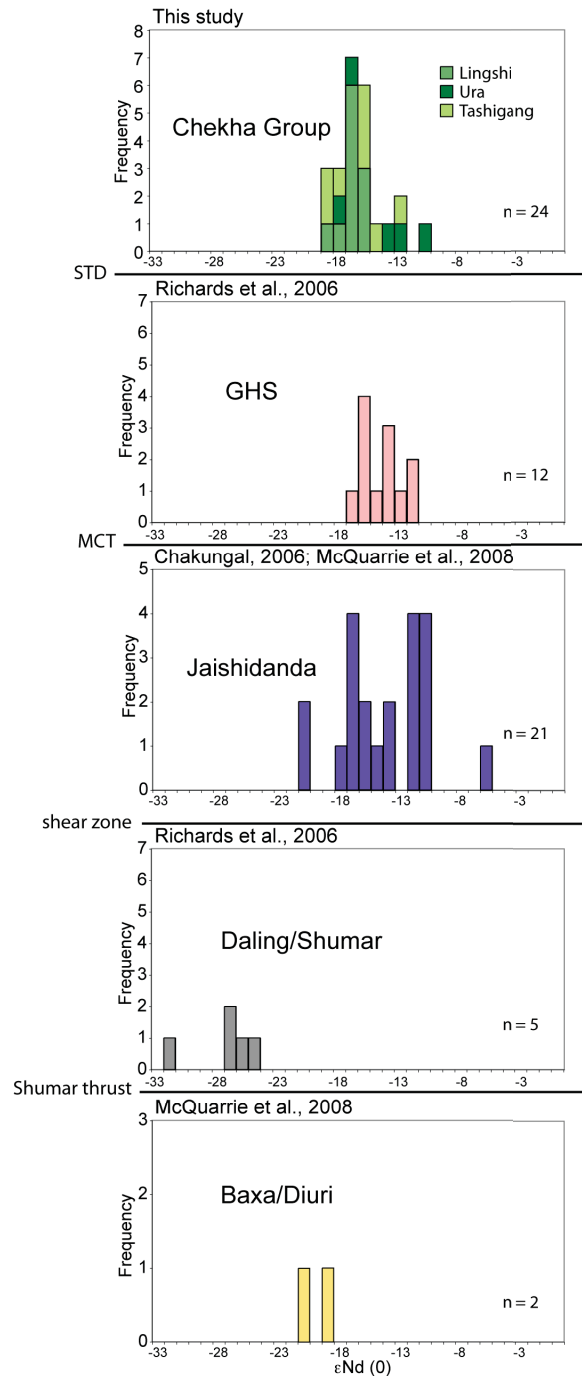 This study
8
7
6
5
4
3
2
1
0
Frequency
Chekha Group
Lingshi
Ura
Tashigang
n = 24
-33 -28 -23 -18 -13 -8 -3
STD
Richards et al., 2006
7
6
5
4
3
2
1
0
Frequency
GHS
n = 12
-33 -28 -23 -18 -13 -8 -3
MCT
Chakungal, 2006; McQuarrie et al., 2008
5
4
3
2
1
0
Frequency
Jaishidanda
n = 21
-33 -28 -23 -18 -13 -8 -3
shear zone
Richards et al., 2006
7
6
5
4
3
2
1
0
Frequency
Daling/Shumar
n = 5
-33 -28 -23 -18 -13 -8 -3
Shumar thrust
McQuarrie et al., 2008
3
2
1
0
Frequency
Baxa/Diuri
n = 2
-33 -28 -23 -18 -13 -8 -3
εNd (0)